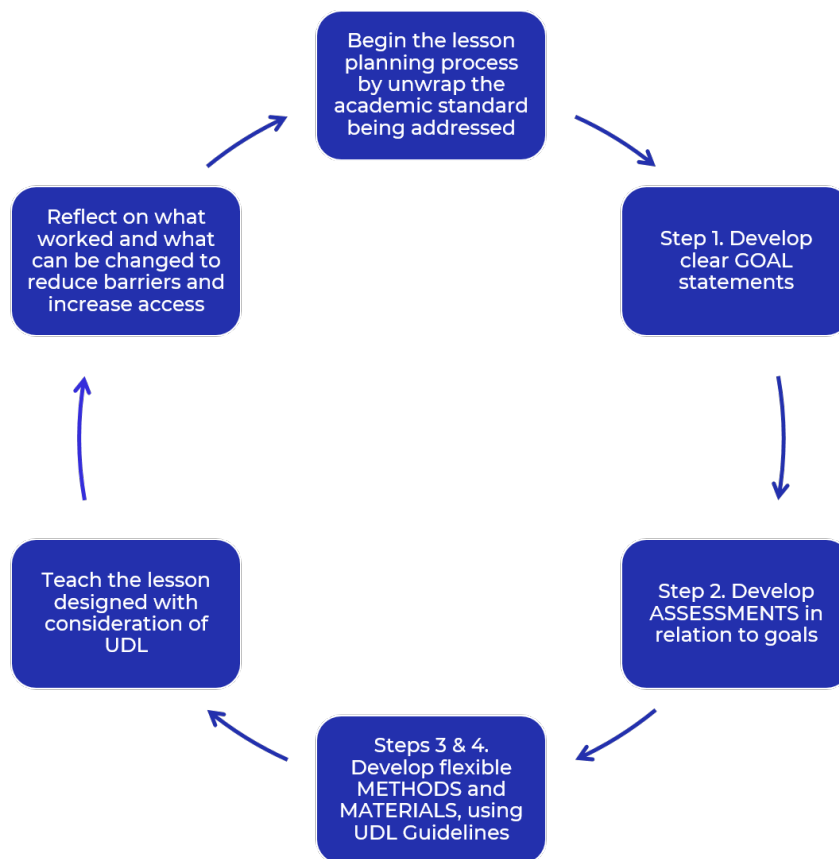 Begin the lesson
planning process
by unwrap the
academic standard
being addressed
Step 1. Develop
clear GOAL
statements
Step 2. Develop
ASSESSMENTS in
relation to goals
Steps 3 & 4.
Develop flexible
METHODS and
MATERIALS, using
UDL Guidelines
Teach the lesson
designed with
consideration of
UDL
Reflect on what
worked and what
can be changed to
reduce barriers and
increase access